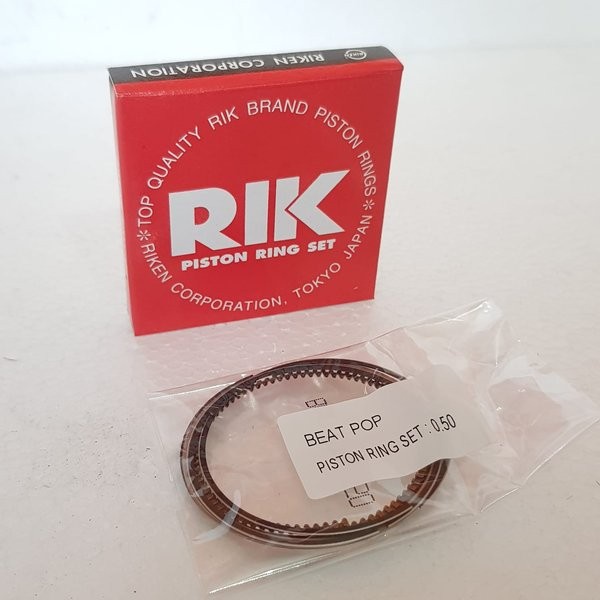 RIKEN CORPORATION
RIK
✻ TOP QUALITY RIK BRAND PISTON RINGS ✻
RIK
PISTON RING SET
RIKEN CORPORATION, TOKYO JAPAN
BEAT POP
PISTON RING SET : 0.50